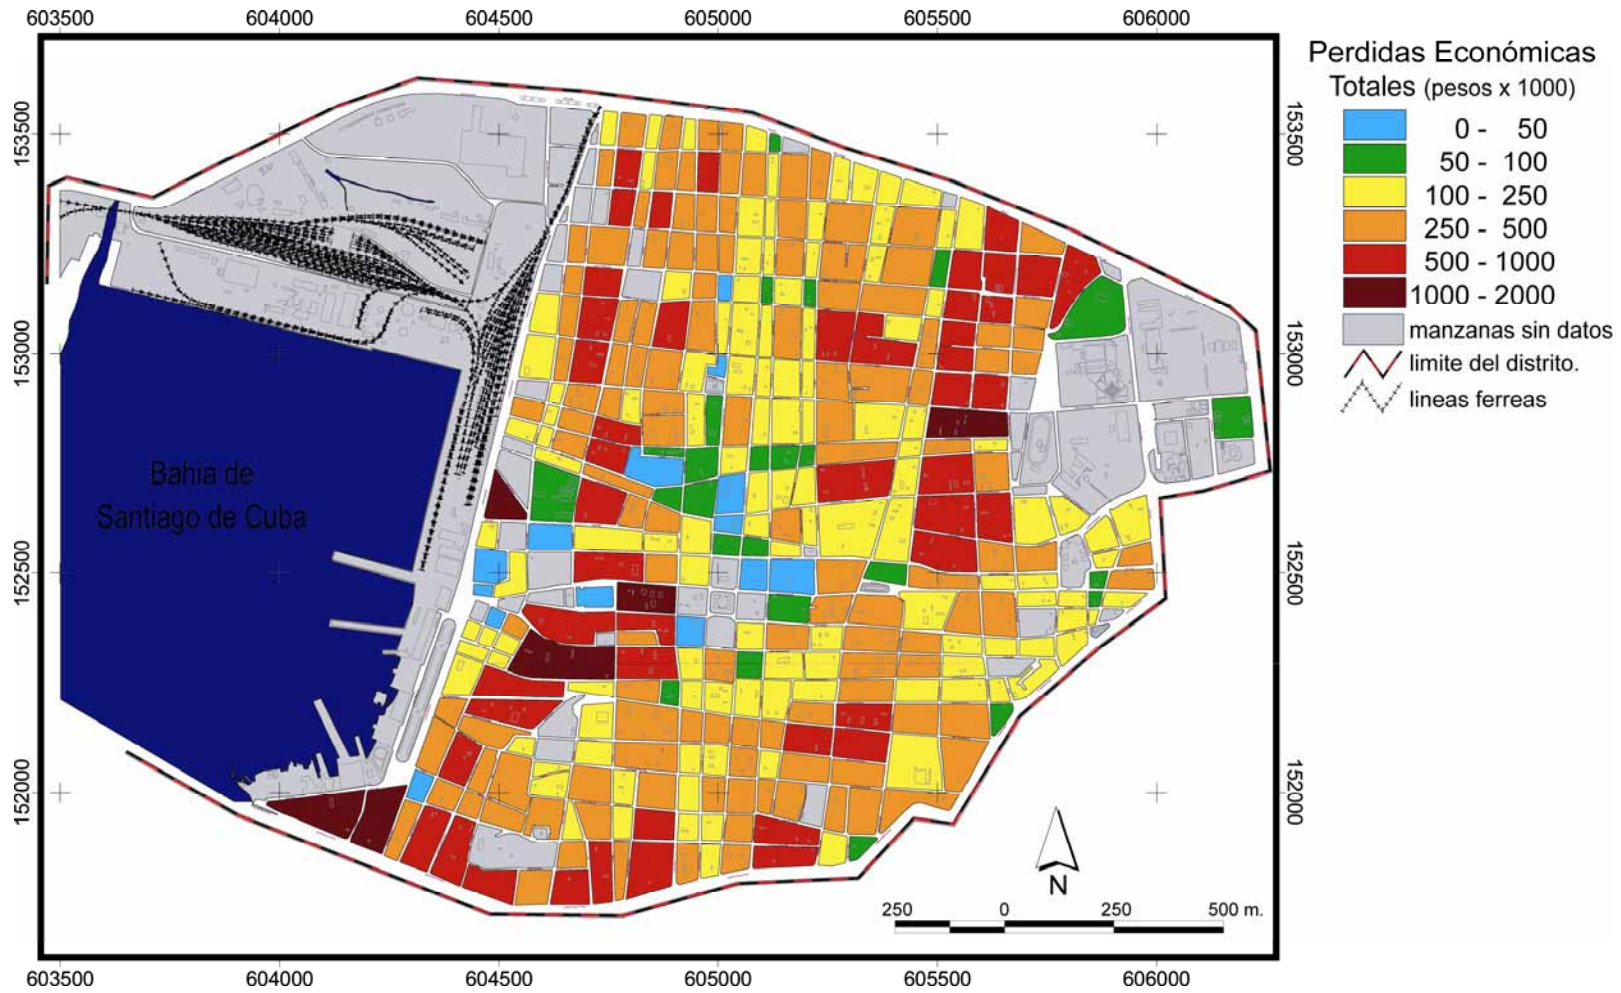 603500 604000 604500 605000 605500 606000
Perdidas Económicas
Totales (pesos x 1000)
0 - 50
50 - 100
100 - 250
250 - 500
500 - 1000
1000 - 2000
manzanas sin datos
limite del distrito.
lineas ferreas
153500
153000
152500
152000
153500
153000
152500
152000
Bahia de
Santiago de Cuba
N
250 0 250 500 m.
603500 604000 604500 605000 605500 606000